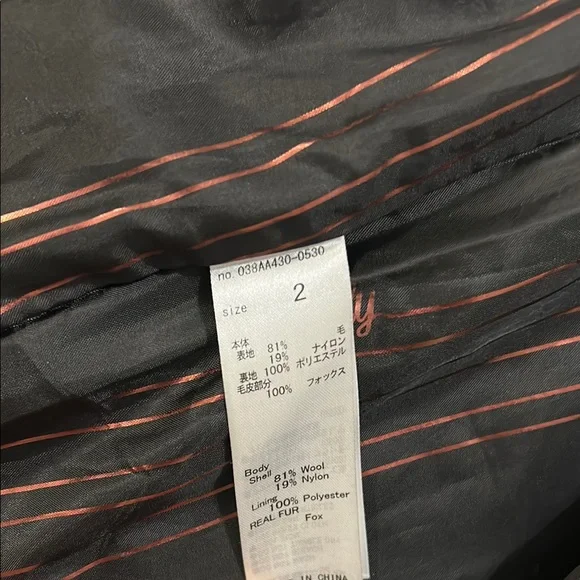 no. 038AA430-0530
size 2
本体
表地 81% 毛
19% ナイロン
裏地 100% ポリエステル
毛皮部分
100% フォックス
Body
Shell 81% Wool
19% Nylon
Lining
100% Polyester
REAL FUR
Fox
IN CHINA
y